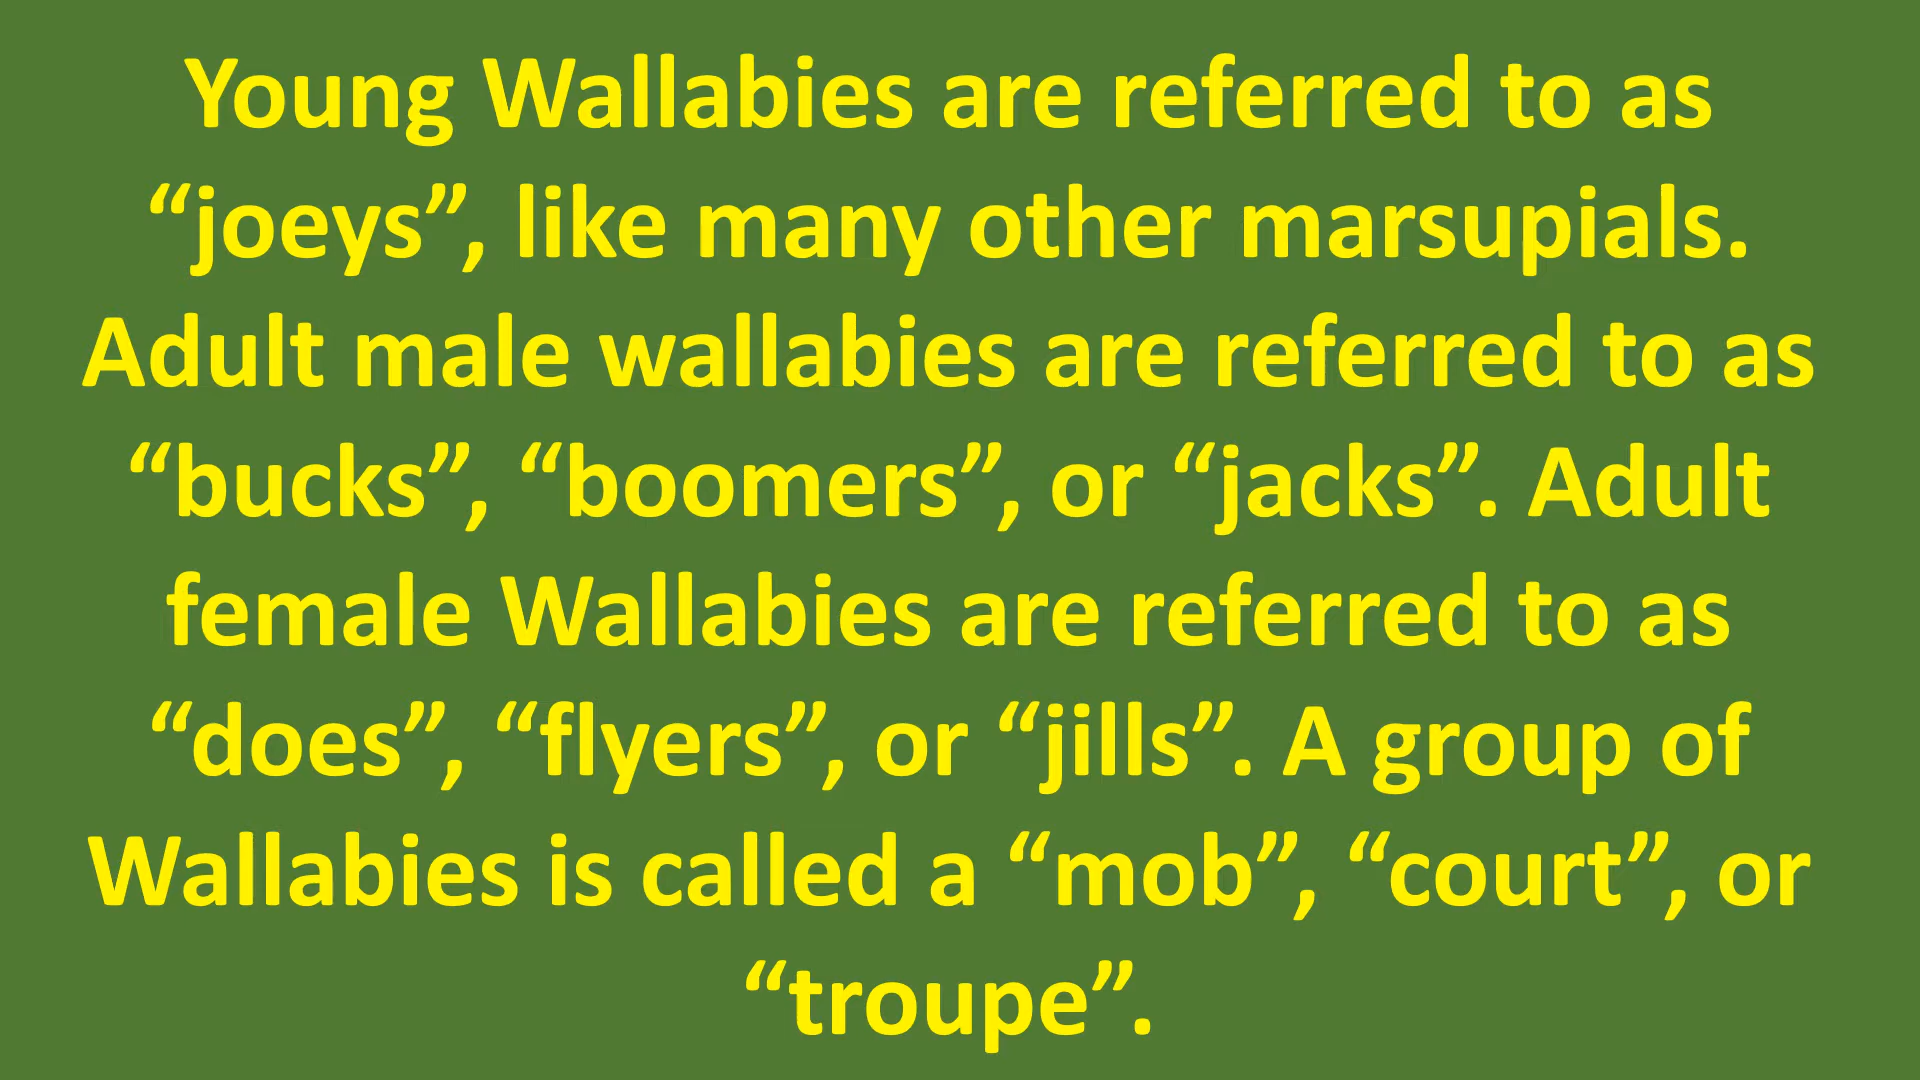 Young Wallabies are referred to as
“joeys”, like many other marsupials.
Adult male wallabies are referred to as
“bucks”, “boomers”, or “jacks”. Adult
female Wallabies are referred to as
“does”, “flyers”, or “jills”. A group of
Wallabies is called a “mob”, “court”, or
“troupe”.